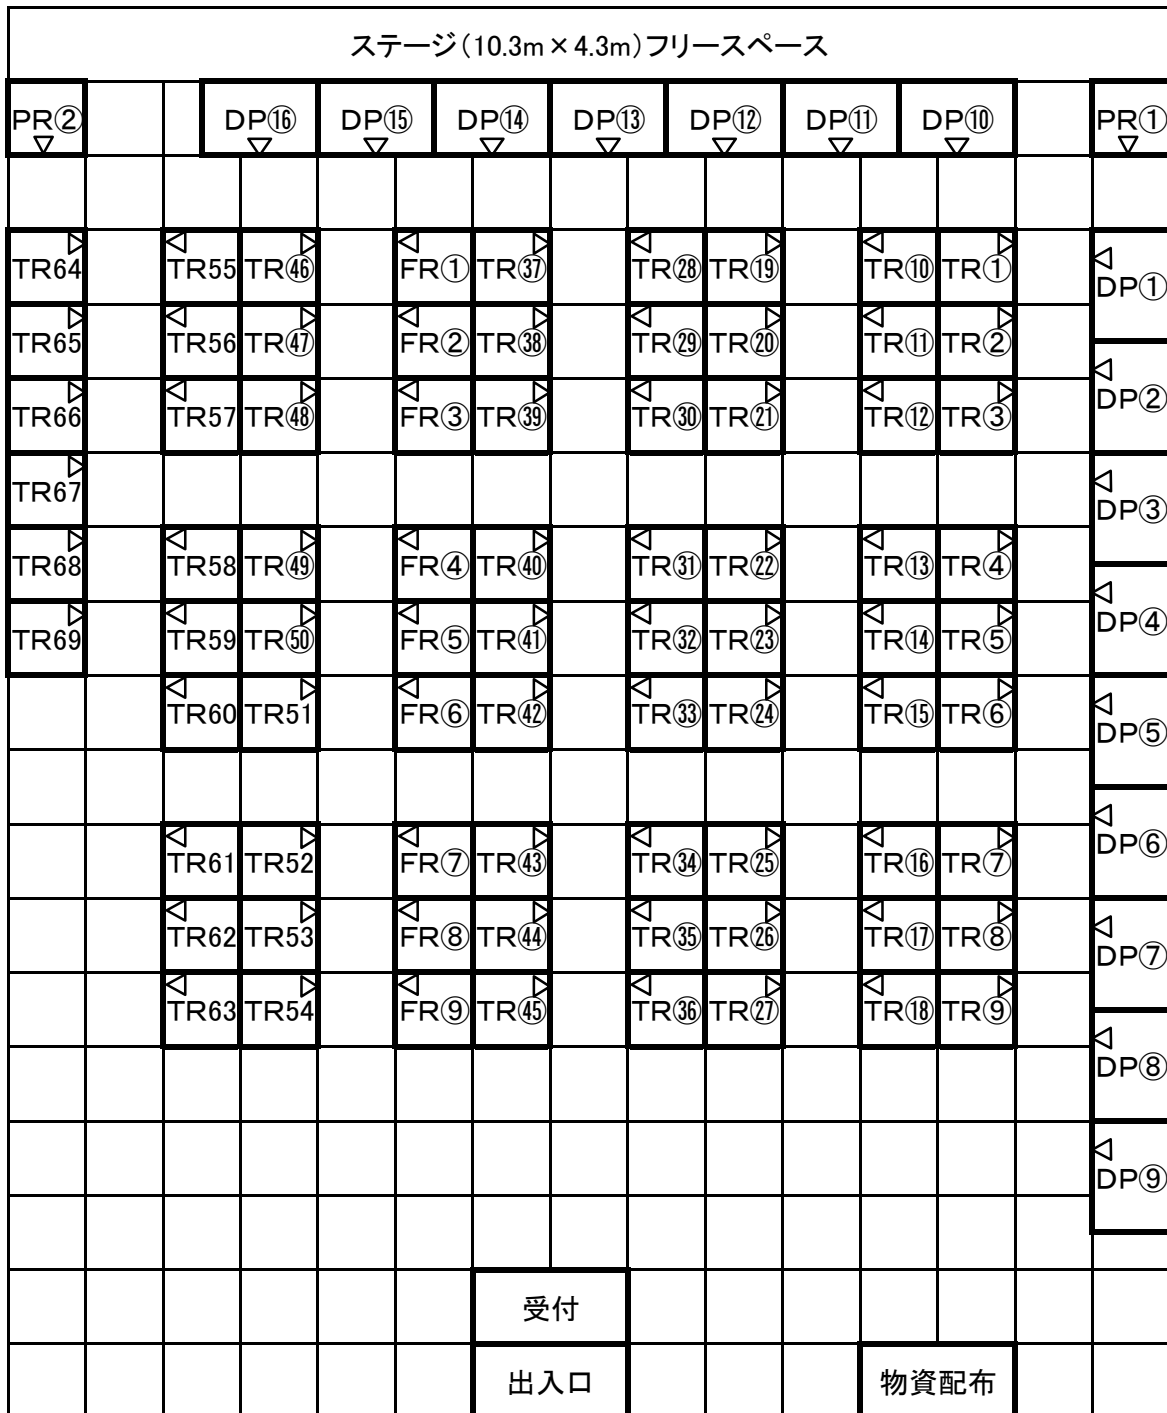 ステージ（10.3m×4.3m）フリースペース
PR② DP⑯ DP⑮ DP⑭ DP⑬ DP⑫ DP⑪ DP⑩ PR①
TR64 TR55 TR㊻ FR① TR㊲ TR㉘ TR⑲ TR⑩ TR① DP①
TR65 TR56 TR㊼ FR② TR㊳ TR㉙ TR⑳ TR⑪ TR②
DP②
TR66 TR57 TR㊽ FR③ TR㊴ TR㉚ TR㉑ TR⑫ TR③
TR67 DP③
TR68 TR58 TR㊾ FR④ TR㊵ TR㉛ TR㉒ TR⑬ TR④
DP④
TR69 TR59 TR㊿ FR⑤ TR㊶ TR㉜ TR㉓ TR⑭ TR⑤
TR60 TR51 FR⑥ TR㊷ TR㉝ TR㉔ TR⑮ TR⑥ DP⑤
TR61 TR52 FR⑦ TR㊸ TR㉞ TR㉕ TR⑯ TR⑦ DP⑥
TR62 TR53 FR⑧ TR㊹ TR㉟ TR㉖ TR⑰ TR⑧ DP⑦
TR63 TR54 FR⑨ TR㊺ TR㊱ TR㉗ TR⑱ TR⑨
DP⑧
DP⑨
受付
出入口 物資配布